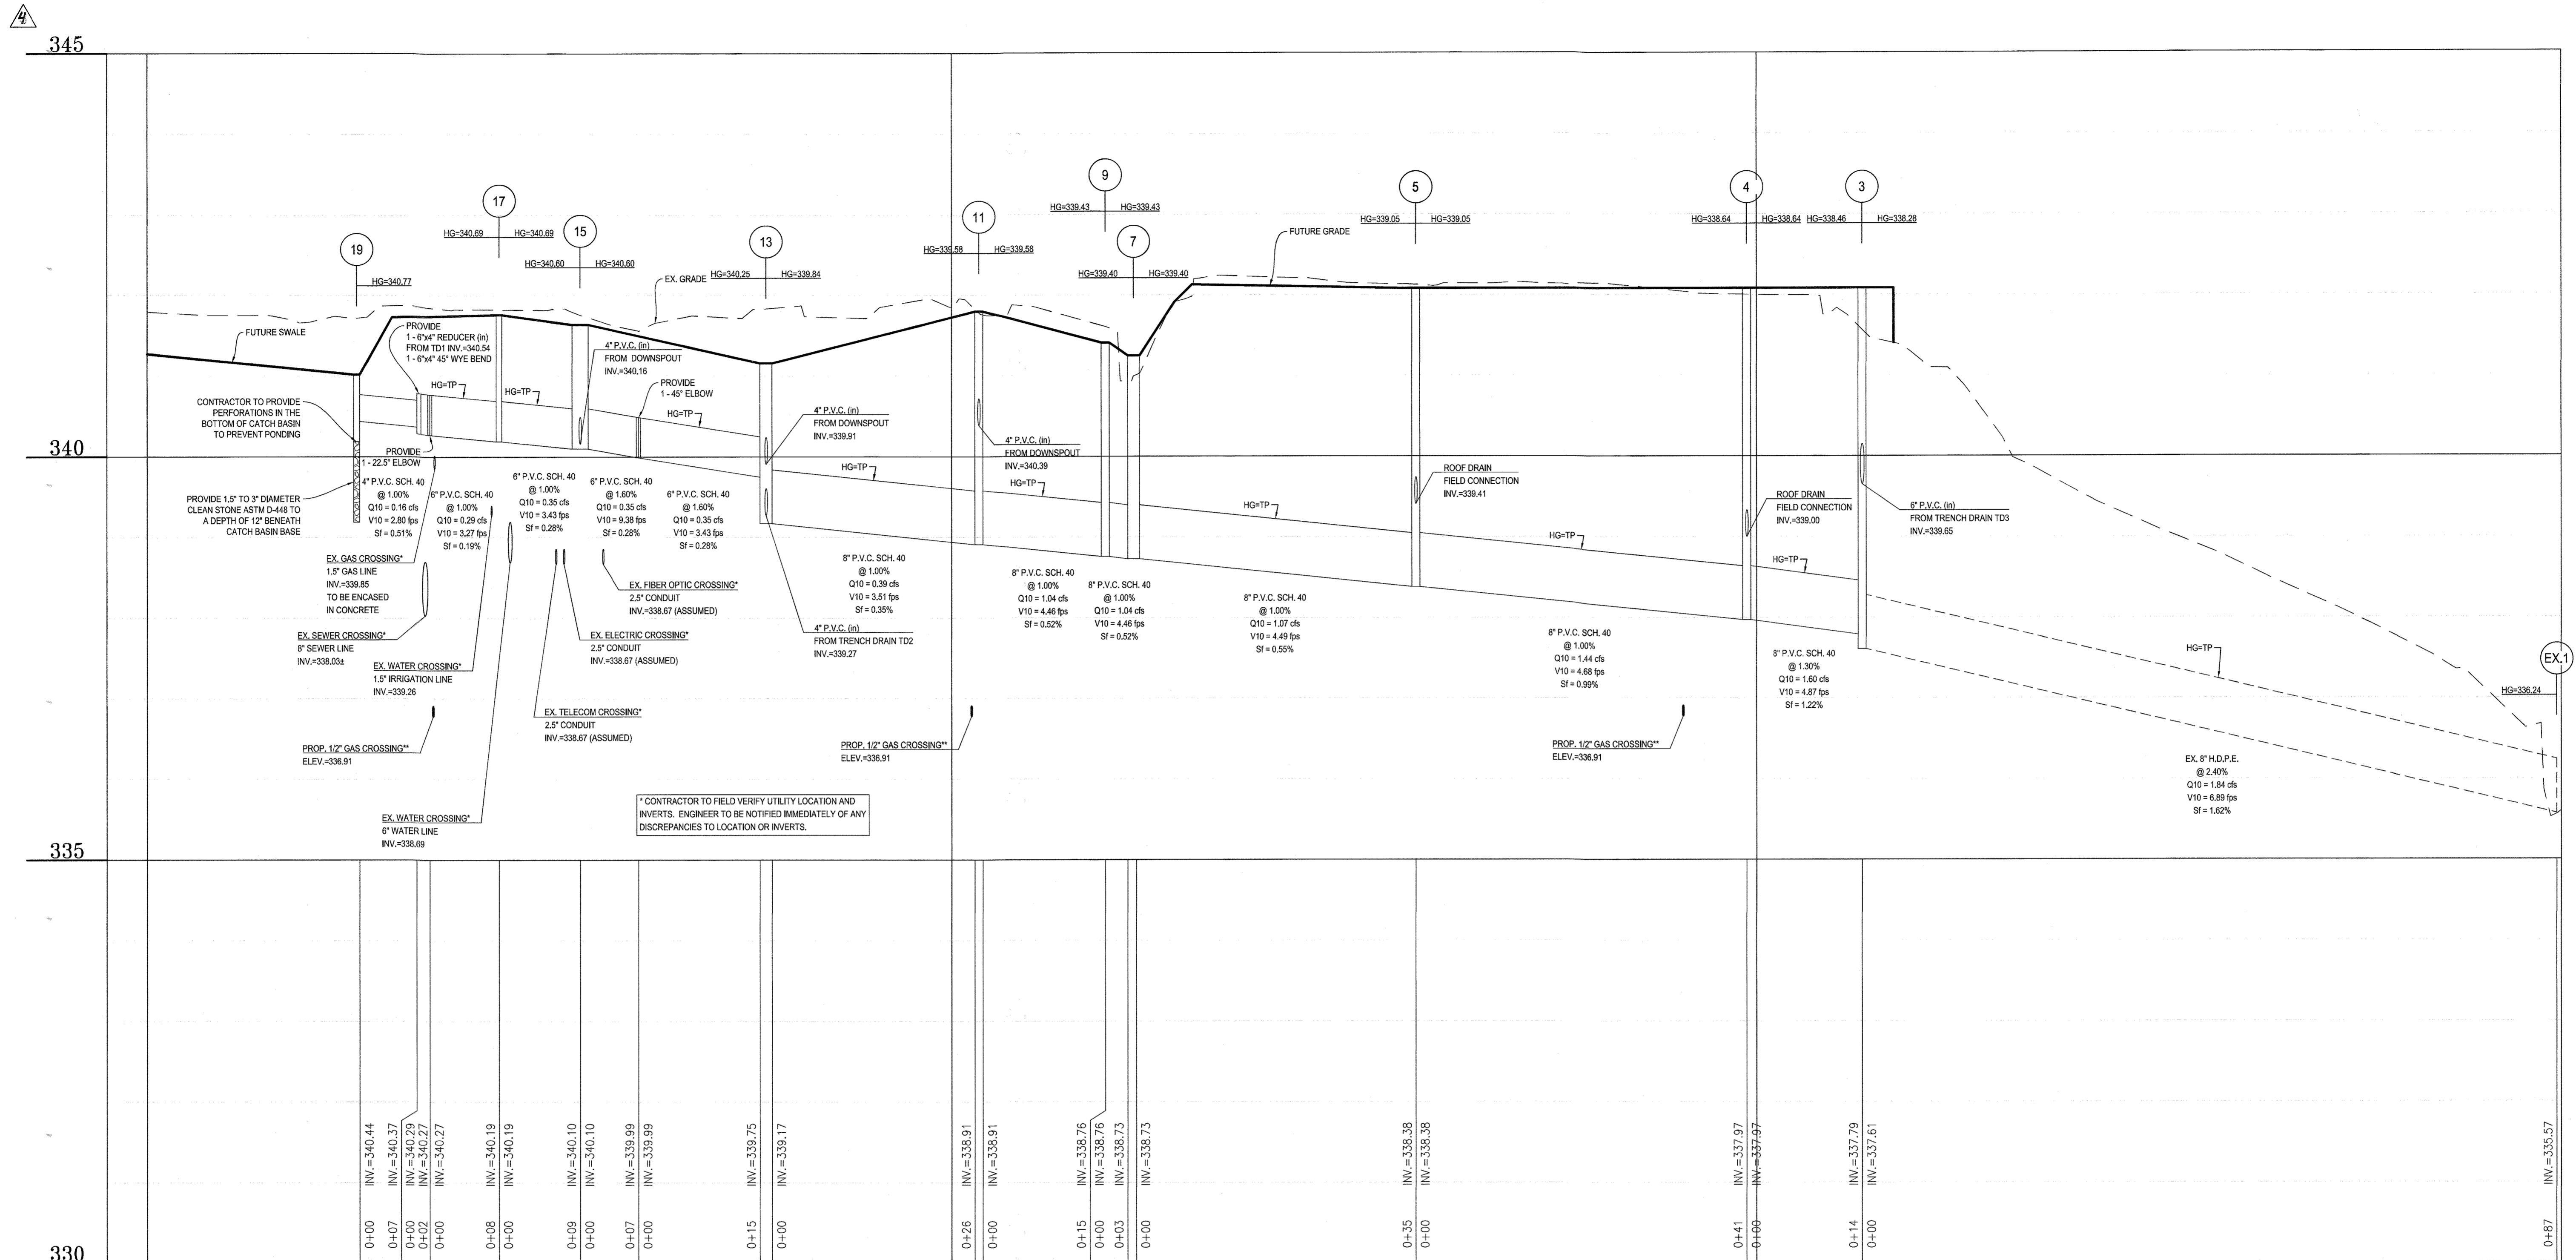 4
345
19
HG=340.77
17
HG=340.69 HG=340.69
15
HG=340.60 HG=340.60
13
HG=340.25 HG=339.84
11
HG=339.58 HG=339.58
9
HG=339.43 HG=339.43
7
HG=339.40 HG=339.40
5
HG=339.05 HG=339.05
4
HG=338.64 HG=338.64
3
HG=338.46 HG=338.28
EX.1
HG=336.24
FUTURE SWALE
EX. GRADE
FUTURE GRADE
PROVIDE
1 - 6"x4" REDUCER (in)
FROM TD1 INV.=340.54
1 - 6"x4" 45° WYE BEND
HG=TP
HG=TP
4" P.V.C. (in)
FROM DOWNSPOUT
INV.=340.16
PROVIDE
1 - 45° ELBOW
HG=TP
CONTRACTOR TO PROVIDE
PERFORATIONS IN THE
BOTTOM OF CATCH BASIN
TO PREVENT PONDING
4" P.V.C. (in)
FROM DOWNSPOUT
INV.=339.91
4" P.V.C. (in)
FROM DOWNSPOUT
INV.=340.39
340
PROVIDE
1 - 22.5° ELBOW
HG=TP
HG=TP
HG=TP
HG=TP
HG=TP
HG=TP
ROOF DRAIN
FIELD CONNECTION
INV.=339.41
ROOF DRAIN
FIELD CONNECTION
INV.=339.00
6" P.V.C. (in)
FROM TRENCH DRAIN TD3
INV.=339.65
PROVIDE 1.5" TO 3" DIAMETER
CLEAN STONE ASTM D-448 TO
A DEPTH OF 12" BENEATH
CATCH BASIN BASE
4" P.V.C. SCH. 40
@ 1.00%
Q10 = 0.16 cfs
V10 = 2.80 fps
Sf = 0.51%
6" P.V.C. SCH. 40
@ 1.00%
Q10 = 0.29 cfs
V10 = 3.27 fps
Sf = 0.19%
6" P.V.C. SCH. 40
@ 1.00%
Q10 = 0.35 cfs
V10 = 3.43 fps
Sf = 0.28%
6" P.V.C. SCH. 40
@ 1.60%
Q10 = 0.35 cfs
V10 = 9.38 fps
Sf = 0.28%
6" P.V.C. SCH. 40
@ 1.60%
Q10 = 0.35 cfs
V10 = 3.43 fps
Sf = 0.28%
8" P.V.C. SCH. 40
@ 1.00%
Q10 = 0.39 cfs
V10 = 3.51 fps
Sf = 0.35%
8" P.V.C. SCH. 40
@ 1.00%
Q10 = 1.04 cfs
V10 = 4.46 fps
Sf = 0.52%
8" P.V.C. SCH. 40
@ 1.00%
Q10 = 1.04 cfs
V10 = 4.46 fps
Sf = 0.52%
8" P.V.C. SCH. 40
@ 1.00%
Q10 = 1.07 cfs
V10 = 4.49 fps
Sf = 0.55%
8" P.V.C. SCH. 40
@ 1.00%
Q10 = 1.44 cfs
V10 = 4.68 fps
Sf = 0.99%
8" P.V.C. SCH. 40
@ 1.30%
Q10 = 1.60 cfs
V10 = 4.87 fps
Sf = 1.22%
HG=TP
EX. 8" H.D.P.E.
@ 2.40%
Q10 = 1.84 cfs
V10 = 6.89 fps
Sf = 1.62%
EX. GAS CROSSING*
1.5" GAS LINE
INV.=339.85
TO BE ENCASED
IN CONCRETE
EX. SEWER CROSSING*
8" SEWER LINE
INV.=338.03±
EX. WATER CROSSING*
1.5" IRRIGATION LINE
INV.=339.26
EX. FIBER OPTIC CROSSING*
2.5" CONDUIT
INV.=338.67 (ASSUMED)
EX. ELECTRIC CROSSING*
2.5" CONDUIT
INV.=338.67 (ASSUMED)
EX. TELECOM CROSSING*
2.5" CONDUIT
INV.=338.67 (ASSUMED)
4" P.V.C. (in)
FROM TRENCH DRAIN TD2
INV.=339.27
PROP. 1/2" GAS CROSSING**
ELEV.=336.91
PROP. 1/2" GAS CROSSING**
ELEV.=336.91
PROP. 1/2" GAS CROSSING**
ELEV.=336.91
EX. WATER CROSSING*
6" WATER LINE
INV.=338.69
* CONTRACTOR TO FIELD VERIFY UTILITY LOCATION AND
INVERTS. ENGINEER TO BE NOTIFIED IMMEDIATELY OF ANY
DISCREPANCIES TO LOCATION OR INVERTS.
335
INV.=340.44
INV.=340.37
INV.=340.29
INV.=340.27
INV.=340.27
INV.=340.19
INV.=340.19
INV.=340.10
INV.=340.10
INV.=339.99
INV.=339.99
INV.=339.75
INV.=339.17
INV.=338.91
INV.=338.91
INV.=338.76
INV.=338.76
INV.=338.73
INV.=338.73
INV.=338.38
INV.=338.38
INV.=337.97
INV.=337.97
INV.=337.79
INV.=337.61
INV.=335.57
0+00
0+07
0+00
0+02
0+00
0+08
0+00
0+09
0+00
0+07
0+00
0+15
0+00
0+26
0+00
0+15
0+00
0+03
0+00
0+35
0+00
0+41
0+00
0+14
0+00
0+87
330